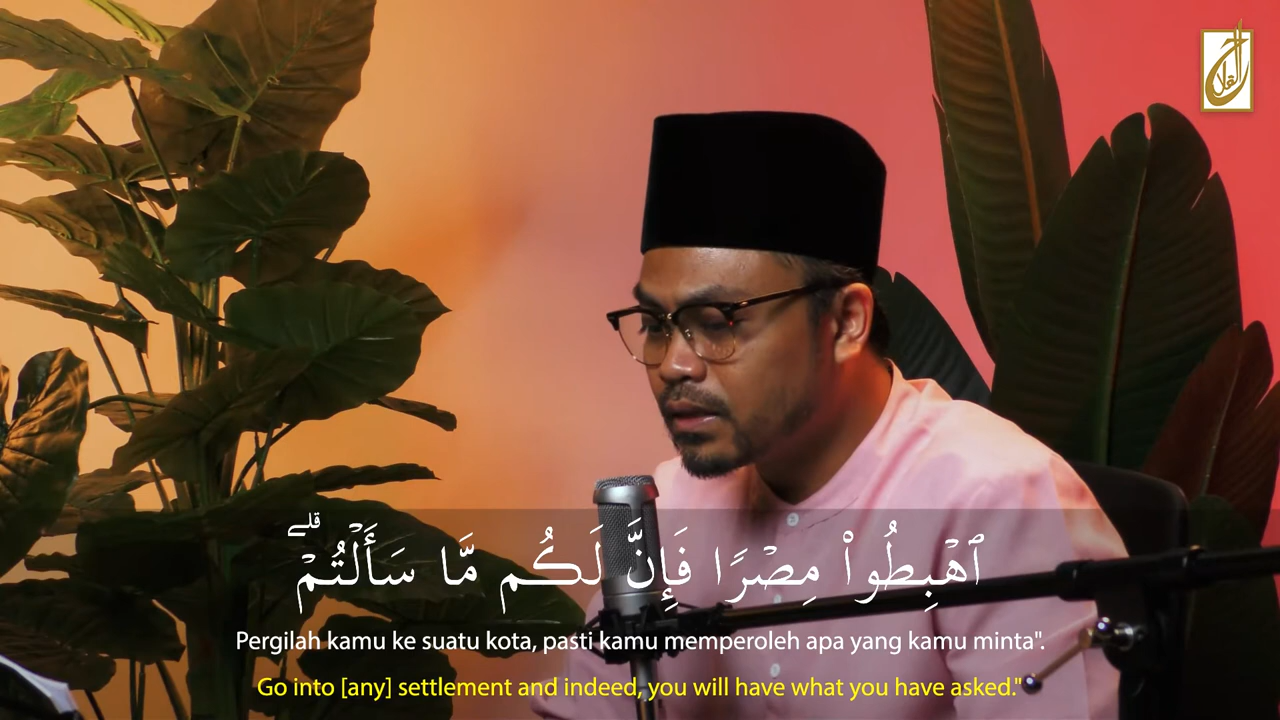 ٱهۡبِطُواْ مِصۡرٗا فَإِنَّ لَكُم مَّا سَأَلۡتُمۡۗ
Pergilah kamu ke suatu kota, pasti kamu memperoleh apa yang kamu minta".
Go into [any] settlement and indeed, you will have what you have asked."